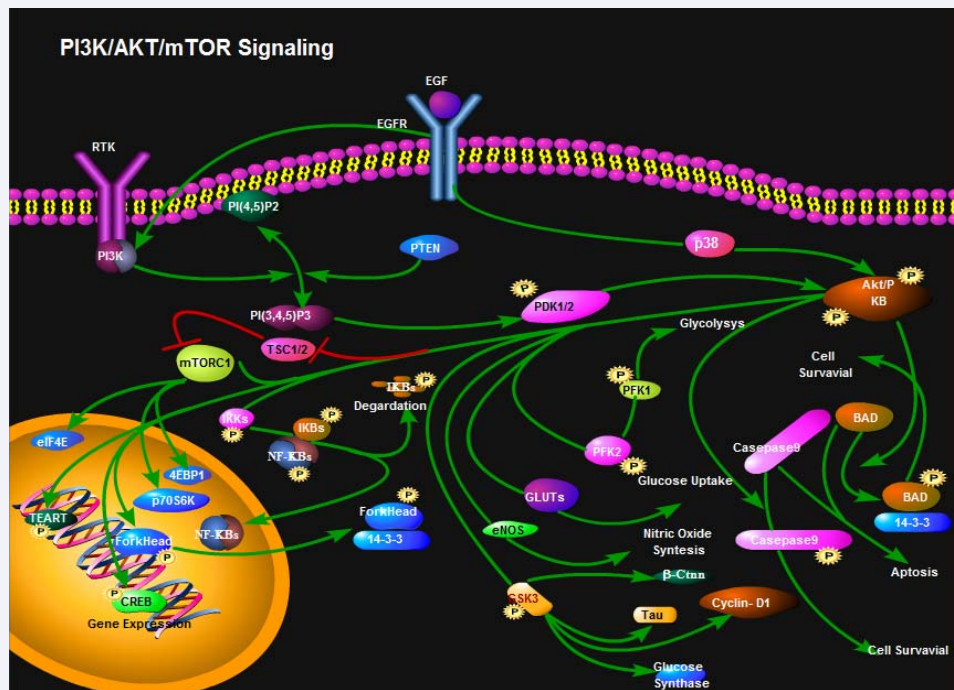 PI3K/AKT/mTOR Signaling
EGF
EGFR
RTK
PI(4,5)P2
PI3K
PTEN
p38
P
Akt/P
KB
P
P
PDK1/2
PI(3,4,5)P3
Glycolysys
TSC1/2
mTORC1
Cell
Survavial
P
IKBs
Degardation
P
PFK1
P
IKKs
P
IKBs
BAD
eIF4E
NF-KBs
P
PFK2
P
Casepase9
4EBP1
Glucose Uptake
P
BAD
p70S6K
P
GLUTs
TEART
P
ForkHead
14-3-3
14-3-3
ForkHead
P
NF-KBs
eNOS
Nitric Oxide
Syntesis
Casepase9
P
β-Ctnn
Aptosis
P
CREB
GSK3
P
Cyclin- D1
Tau
Gene Expression
Cell Survavial
Glucose
Synthase